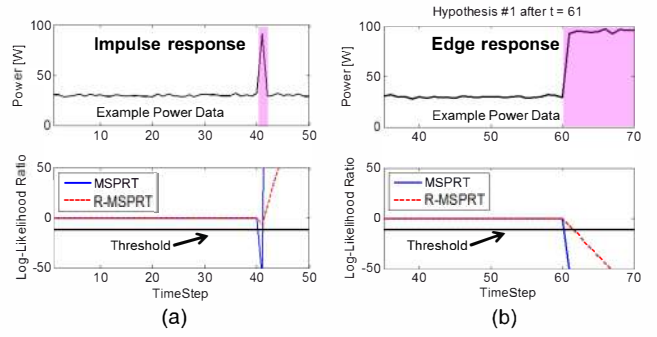 Hypothesis #1 after t = 61
Impulse response
Edge response
Power [W]
100
50
0
Example Power Data
10 20 30 40 50
Power [W]
100
50
0
Example Power Data
40 50 60 70
Log-Likelihood Ratio
50
0
-50
MSPRT
R-MSPRT
Threshold
10 20 30 40 50
TimeStep
(a)
Log-Likelihood Ratio
50
0
-50
MSPRT
R-MSPRT
Threshold
40 50 60 70
TimeStep
(b)